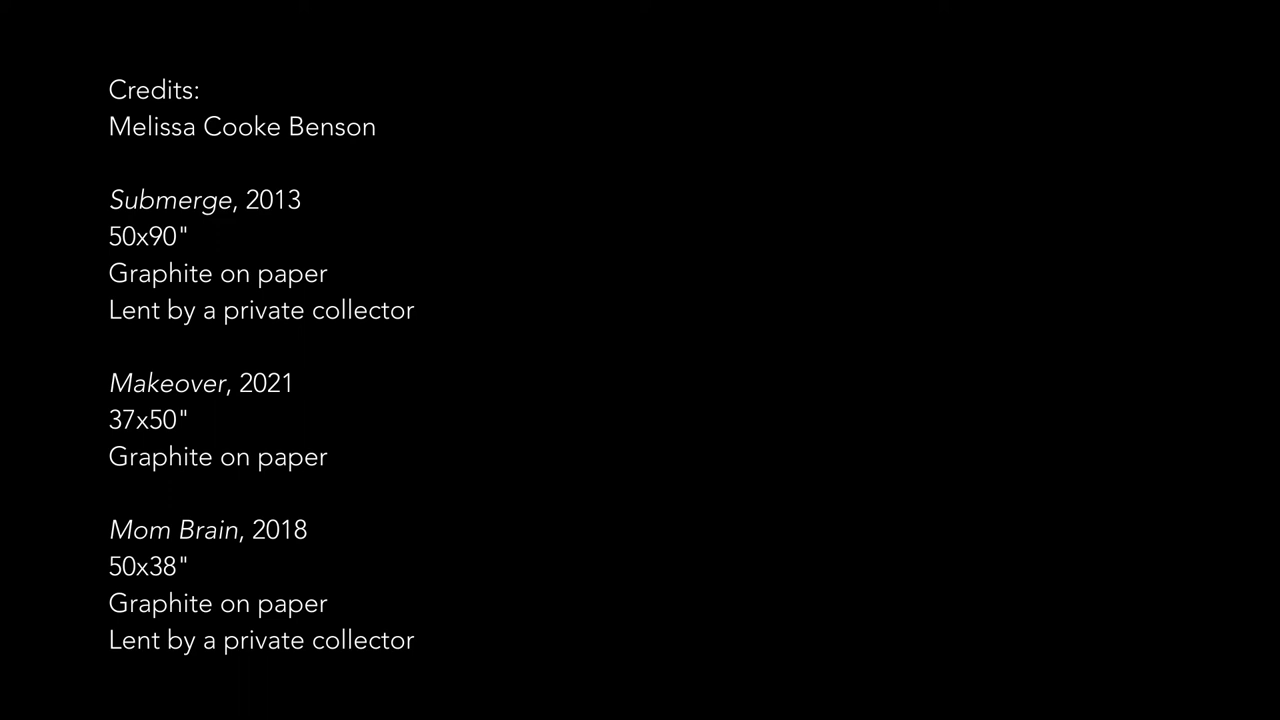 Credits:
Melissa Cooke Benson
Submerge, 2013
50x90"
Graphite on paper
Lent by a private collector
Makeover, 2021
37x50"
Graphite on paper
Mom Brain, 2018
50x38"
Graphite on paper
Lent by a private collector